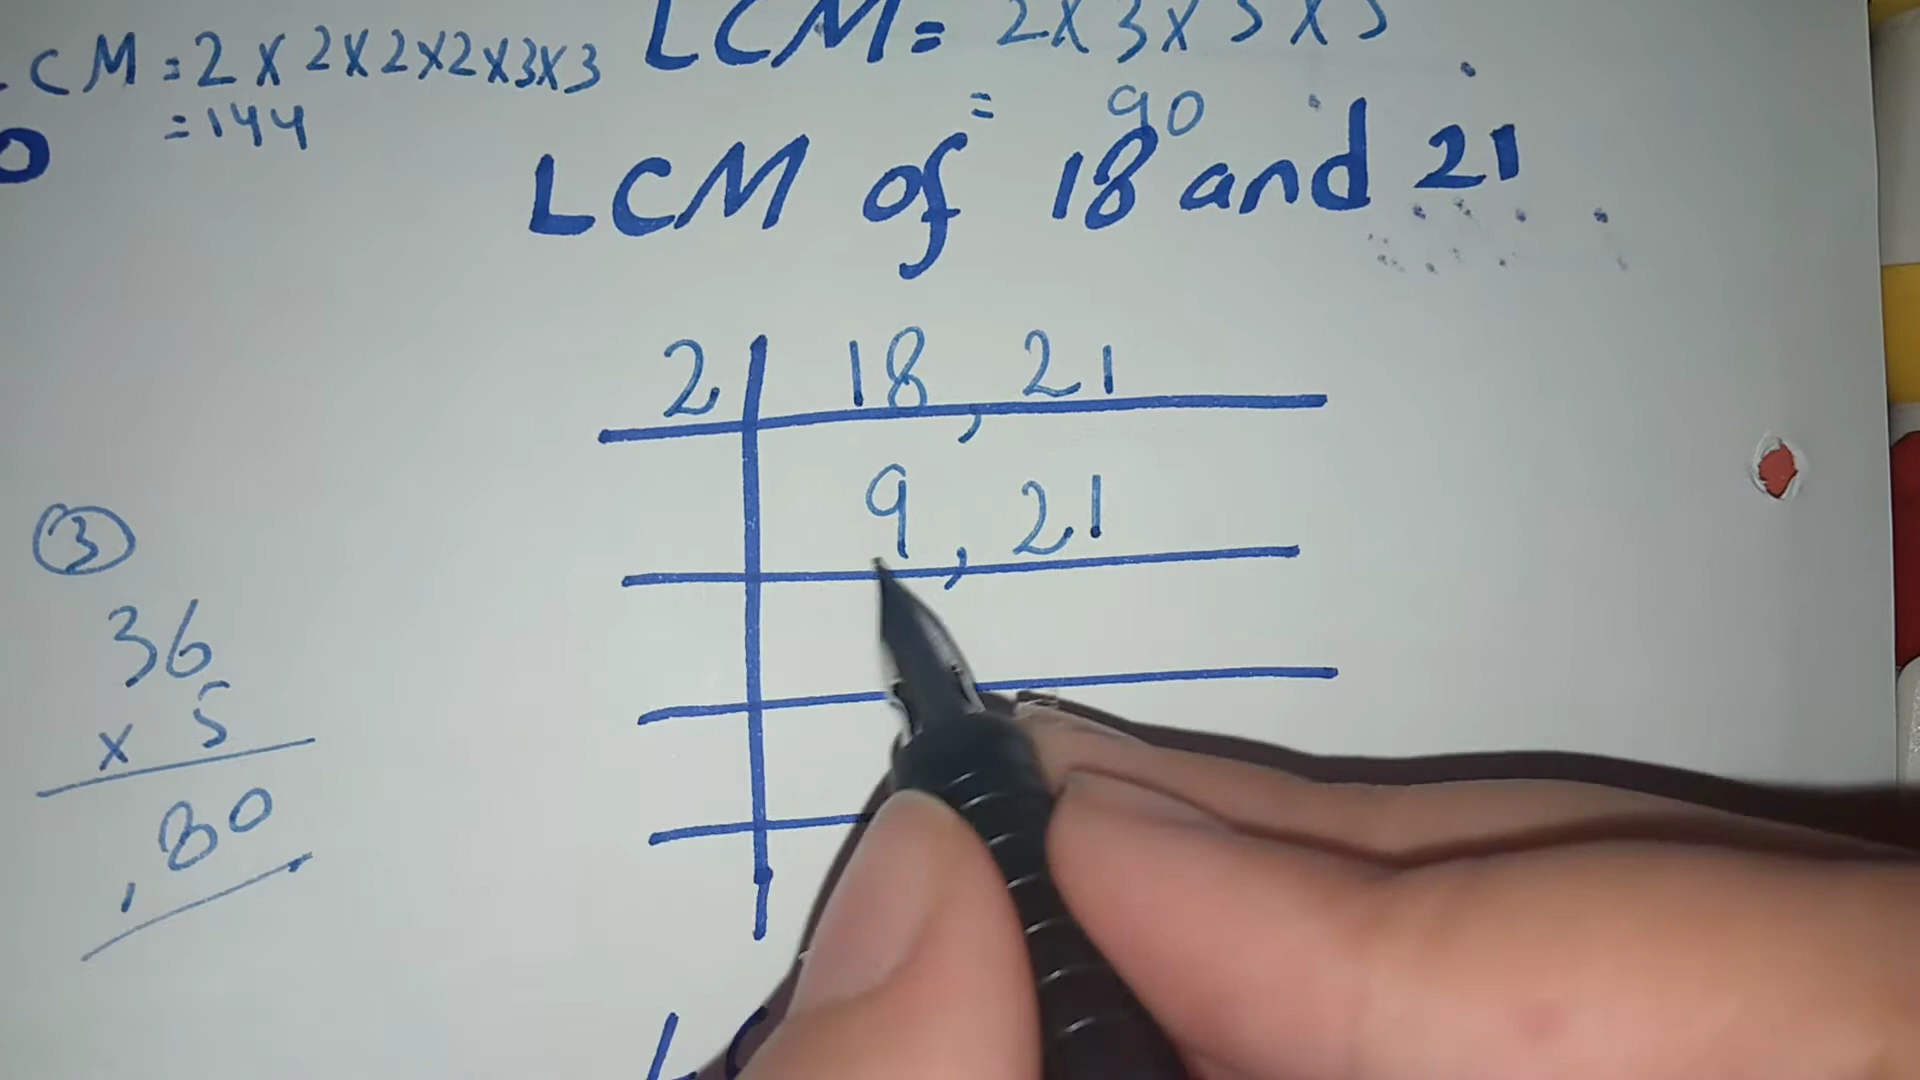 CM = 2 x 2 x 2 x 2 x 3 x 3
= 144
LCM = 2 x 3 x 5 x 3
= 90
LCM of 18 and 21
2 18, 21
9, 21
3
36
x 5
180